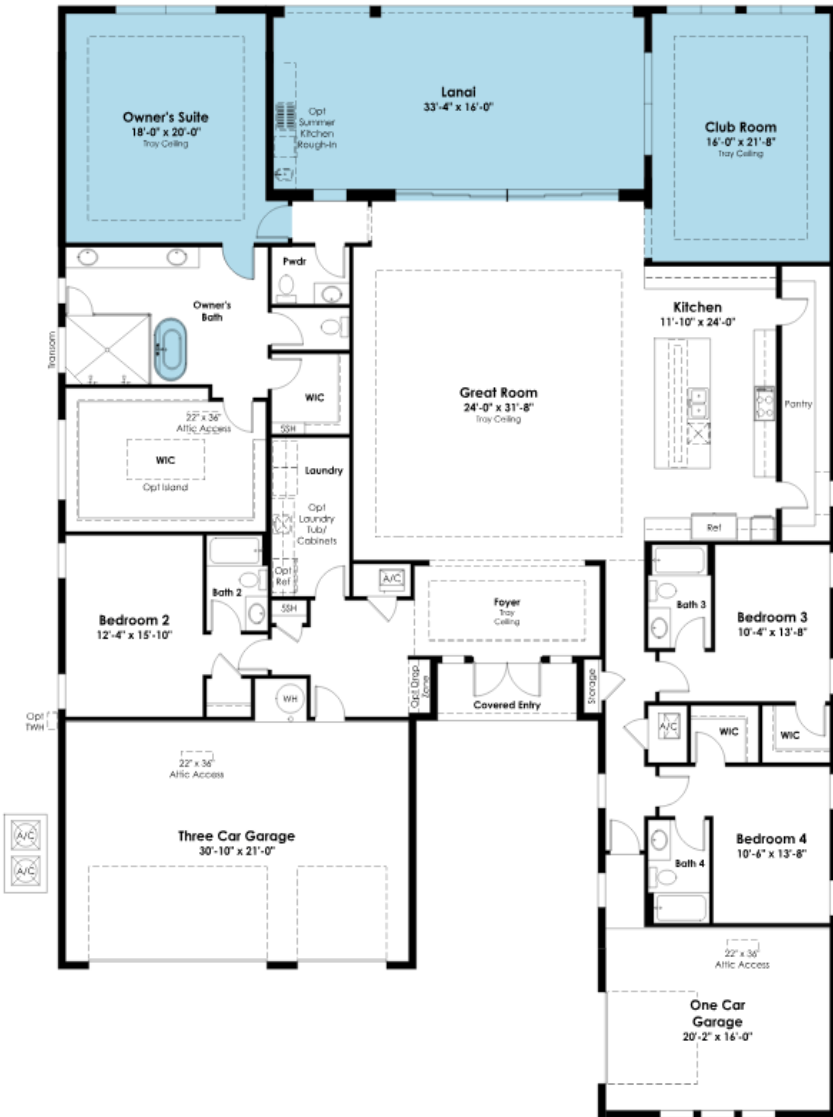 Owner's Suite
18'-0" x 20'-0"
Tray Ceiling
Lanai
33'-4" x 16'-0"
Opt
Summer
Kitchen
Rough-In
Club Room
16'-0" x 21'-8"
Tray Ceiling
Pwdr
Owner's
Bath
Transom
WIC
SSH
22" x 36"
Attic Access
WIC
Opt Island
Great Room
24'-0" x 31'-8"
Tray Ceiling
Kitchen
11'-10" x 24'-0"
Pantry
Ref
Laundry
Opt
Laundry
Tub/
Cabinets
Opt
Ref
A/C
SSH
Bedroom 2
12'-4" x 15'-10"
Bath 2
Foyer
Tray
Ceiling
Bath 3
Bedroom 3
10'-4" x 13'-8"
Opt Drop
Zone
Covered Entry
Storage
WH
Opt
TWH
A/C
WIC
WIC
22" x 36"
Attic Access
Three Car Garage
30'-10" x 21'-0"
A/C
A/C
Bath 4
Bedroom 4
10'-6" x 13'-8"
22" x 36"
Attic Access
One Car
Garage
20'-2" x 16'-0"